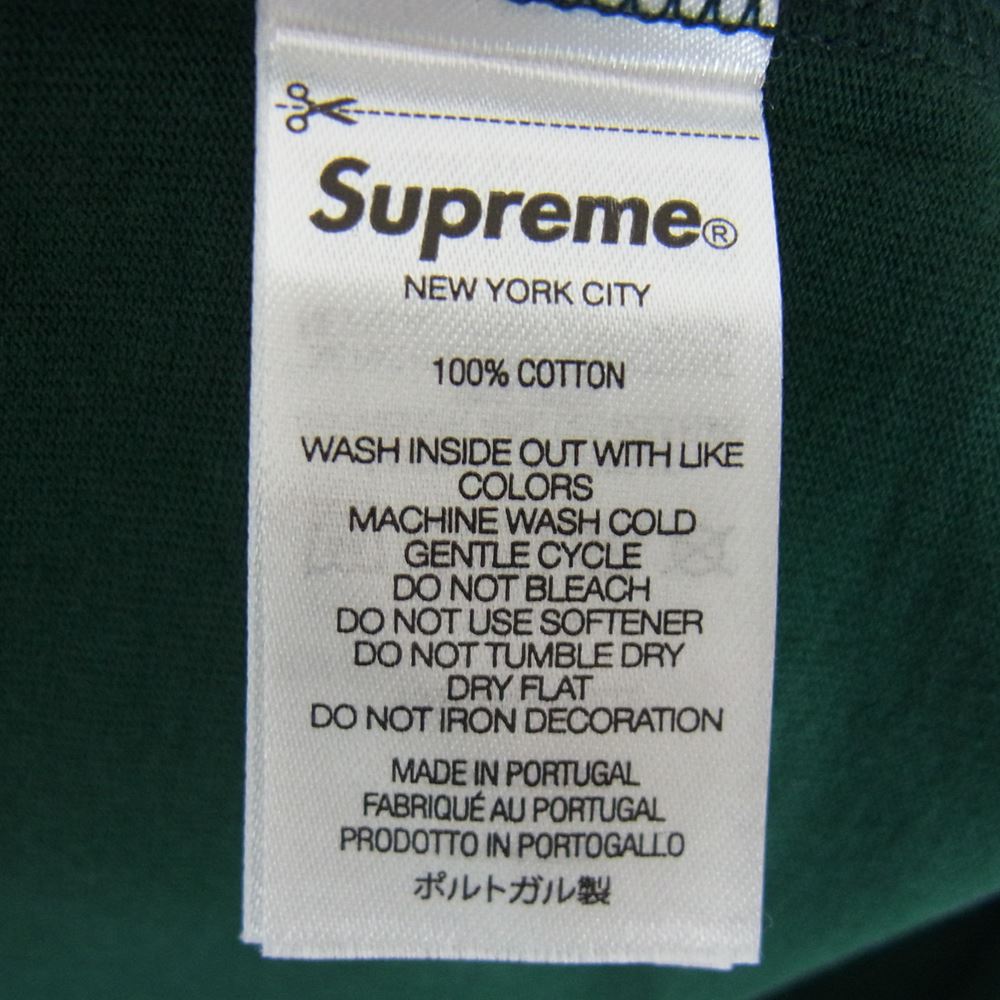 Supreme®
NEW YORK CITY
100% COTTON
WASH INSIDE OUT WITH LIKE
COLORS
MACHINE WASH COLD
GENTLE CYCLE
DO NOT BLEACH
DO NOT USE SOFTENER
DO NOT TUMBLE DRY
DRY FLAT
DO NOT IRON DECORATION
MADE IN PORTUGAL
FABRIQUÉ AU PORTUGAL
PRODOTTO IN PORTOGALLO
ポルトガル製